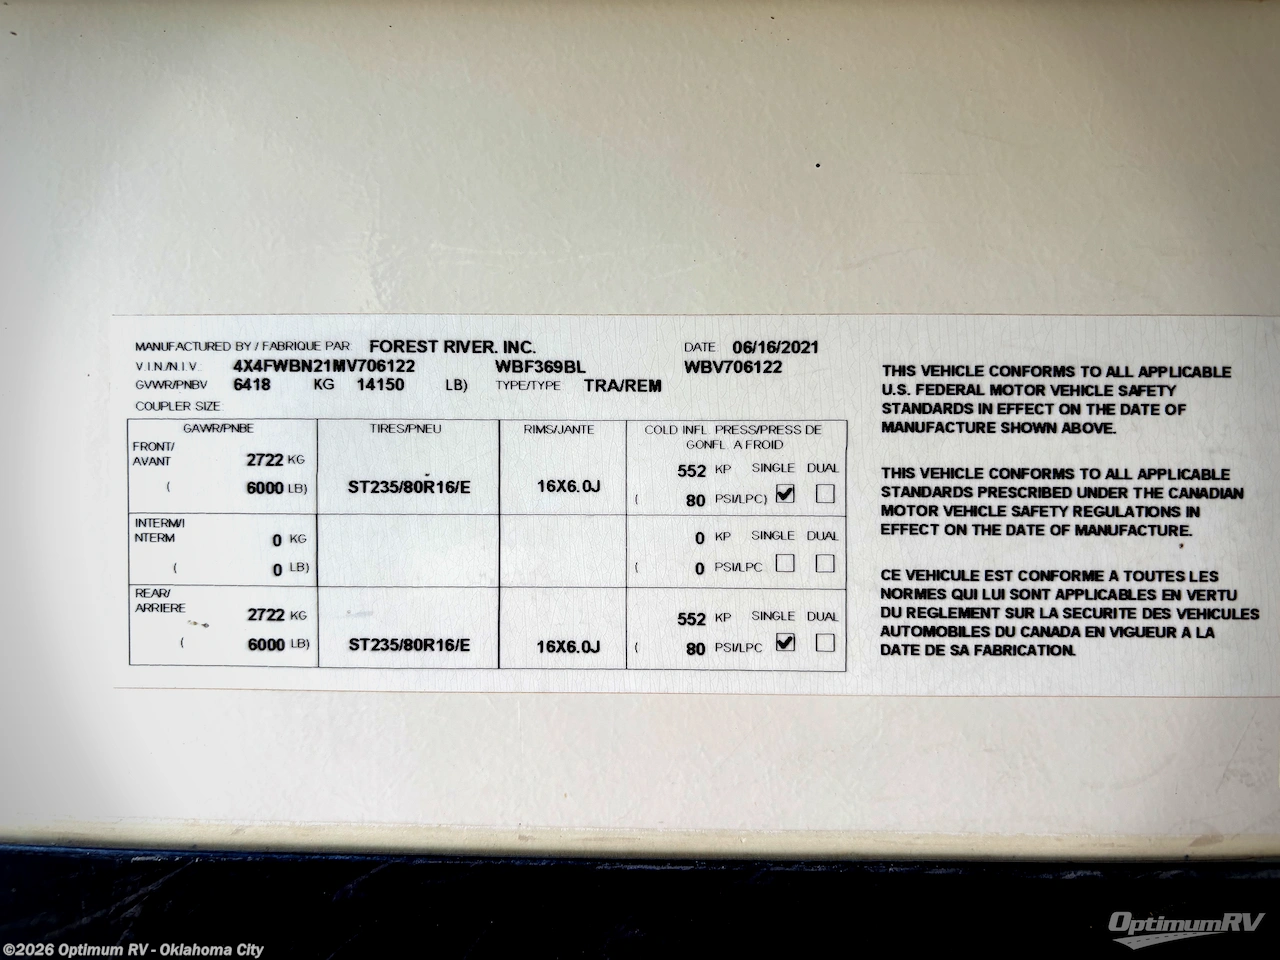 MANUFACTURED BY / FABRIQUE PAR FOREST RIVER. INC. DATE 06/16/2021
V.I.N./N.I.V. 4X4FWBN21MV706122 WBF369BL WBV706122
GVWR/PNBV 6418 KG 14150 LB) TYPE/TYPE TRA/REM
COUPLER SIZE
GAWR/PNBE TIRES/PNEU RIMS/JANTE COLD INFL. PRESS/PRESS DE
GONFL. A FROID
FRONT/
AVANT 2722 KG 552 KP SINGLE DUAL
( 6000 LB) ST235/80R16/E 16X6.0J ( 80 PSI/LPC)
INTERM/I
NTERM 0 KG 0 KP SINGLE DUAL
( 0 LB) ( 0 PSI/LPC
REAR/
ARRIERE 2722 KG 552 KP SINGLE DUAL
( 6000 LB) ST235/80R16/E 16X6.0J ( 80 PSI/LPC
THIS VEHICLE CONFORMS TO ALL APPLICABLE
U.S. FEDERAL MOTOR VEHICLE SAFETY
STANDARDS IN EFFECT ON THE DATE OF
MANUFACTURE SHOWN ABOVE.
THIS VEHICLE CONFORMS TO ALL APPLICABLE
STANDARDS PRESCRIBED UNDER THE CANADIAN
MOTOR VEHICLE SAFETY REGULATIONS IN
EFFECT ON THE DATE OF MANUFACTURE.
CE VEHICULE EST CONFORME A TOUTES LES
NORMES QUI LUI SONT APPLICABLES EN VERTU
DU REGLEMENT SUR LA SECURITE DES VEHICULES
AUTOMOBILES DU CANADA EN VIGUEUR A LA
DATE DE SA FABRICATION.
OptimumRV
©2026 Optimum RV - Oklahoma City